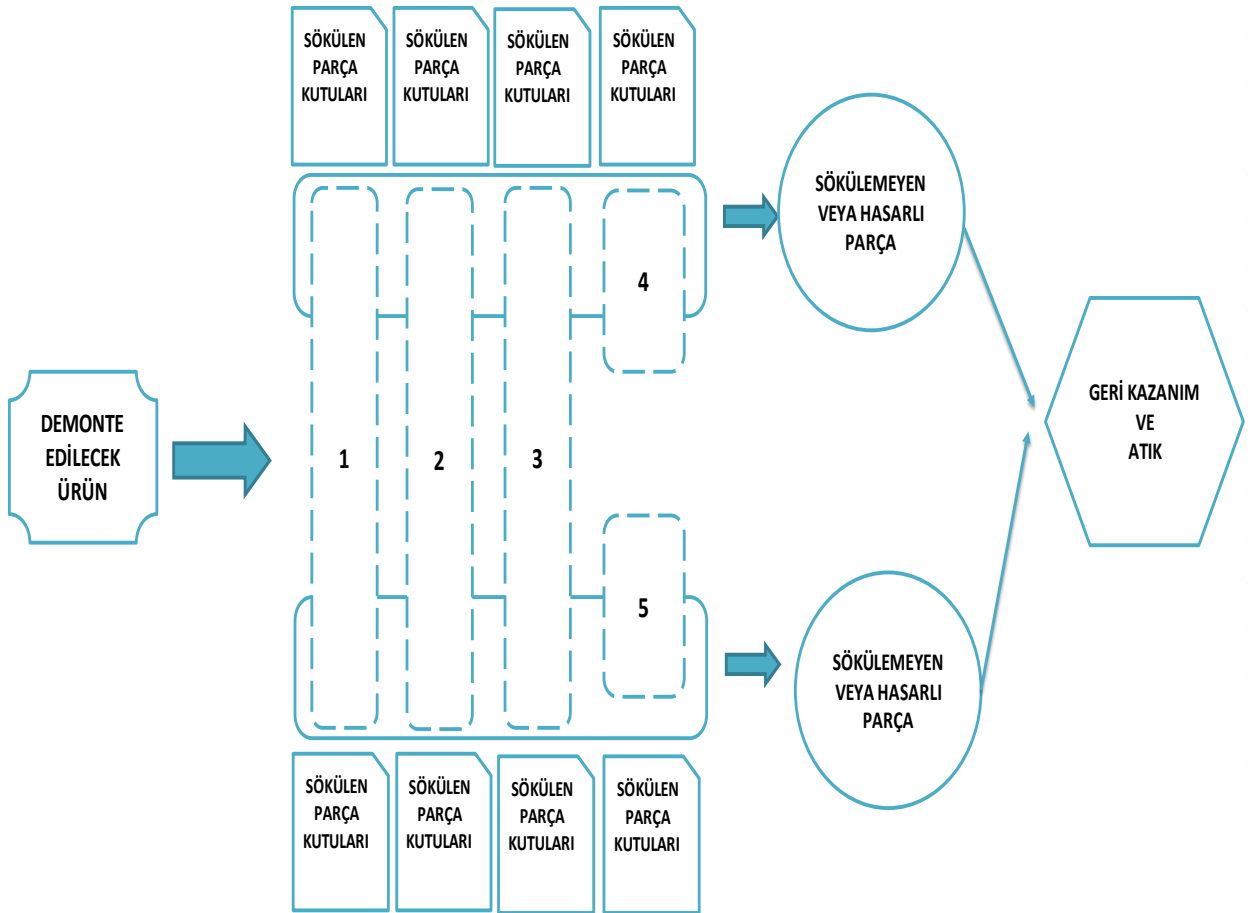 SÖKÜLEN
PARÇA
KUTULARI
SÖKÜLEN
PARÇA
KUTULARI
SÖKÜLEN
PARÇA
KUTULARI
SÖKÜLEN
PARÇA
KUTULARI
SÖKÜLEMEYEN
VEYA HASARLI
PARÇA
4
DEMONTE
EDİLECEK
ÜRÜN
1
2
3
GERİ KAZANIM
VE
ATIK
5
SÖKÜLEMEYEN
VEYA HASARLI
PARÇA
SÖKÜLEN
PARÇA
KUTULARI
SÖKÜLEN
PARÇA
KUTULARI
SÖKÜLEN
PARÇA
KUTULARI
SÖKÜLEN
PARÇA
KUTULARI